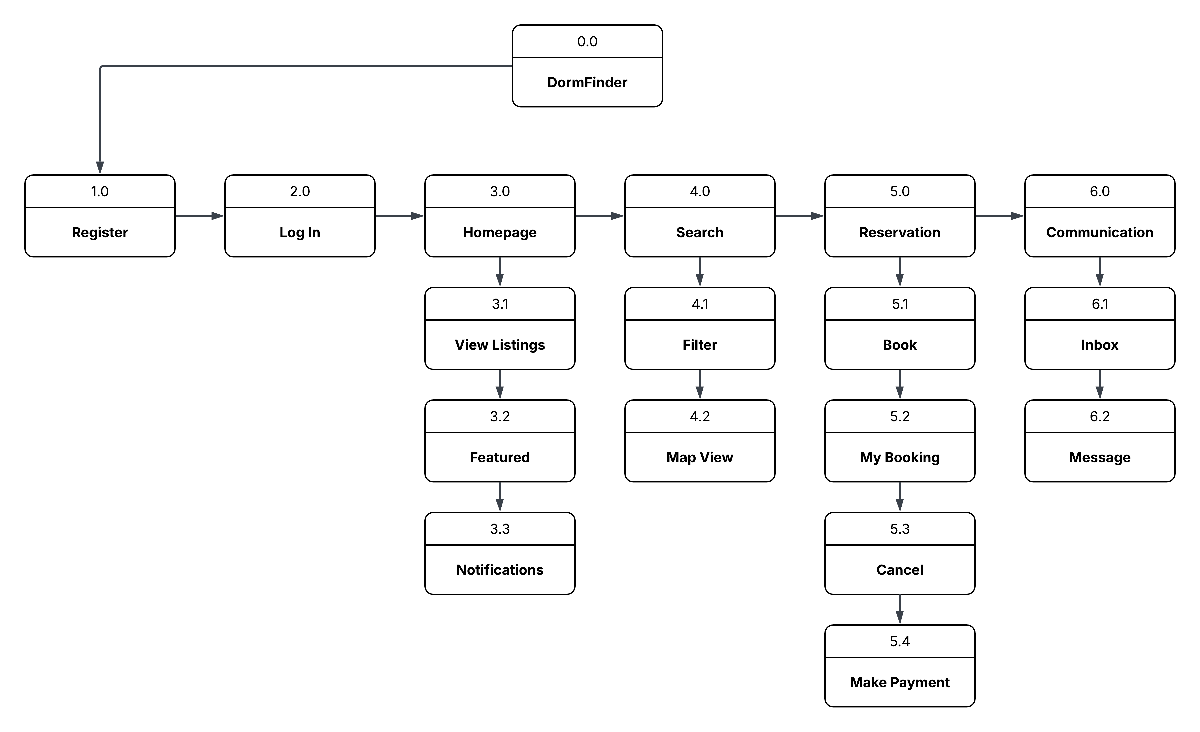 0.0
DormFinder
1.0
Register
2.0
Log In
3.0
Homepage
4.0
Search
5.0
Reservation
6.0
Communication
3.1
View Listings
4.1
Filter
5.1
Book
6.1
Inbox
3.2
Featured
4.2
Map View
5.2
My Booking
6.2
Message
3.3
Notifications
5.3
Cancel
5.4
Make Payment